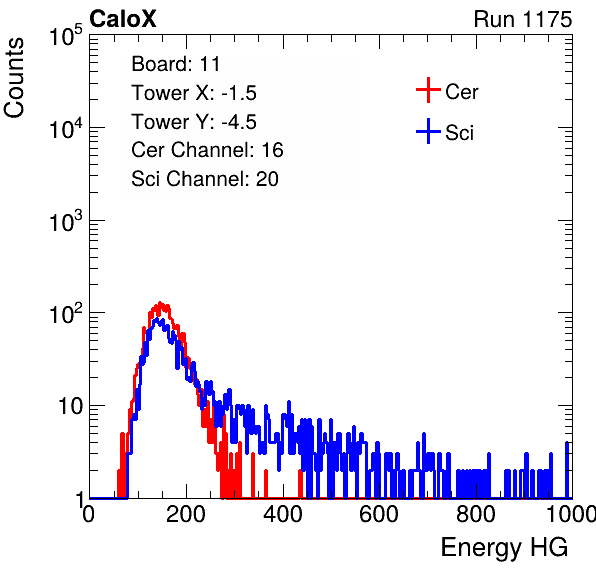 CaloX Run 1175
Counts
10^5
10^4
10^3
10^2
10
1
Board: 11
Tower X: -1.5
Tower Y: -4.5
Cer Channel: 16
Sci Channel: 20
Cer
Sci
0 200 400 600 800 1000
Energy HG